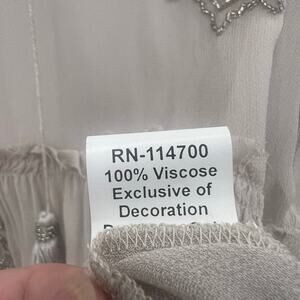 RN-114700
100% Viscose
Exclusive of
Decoration